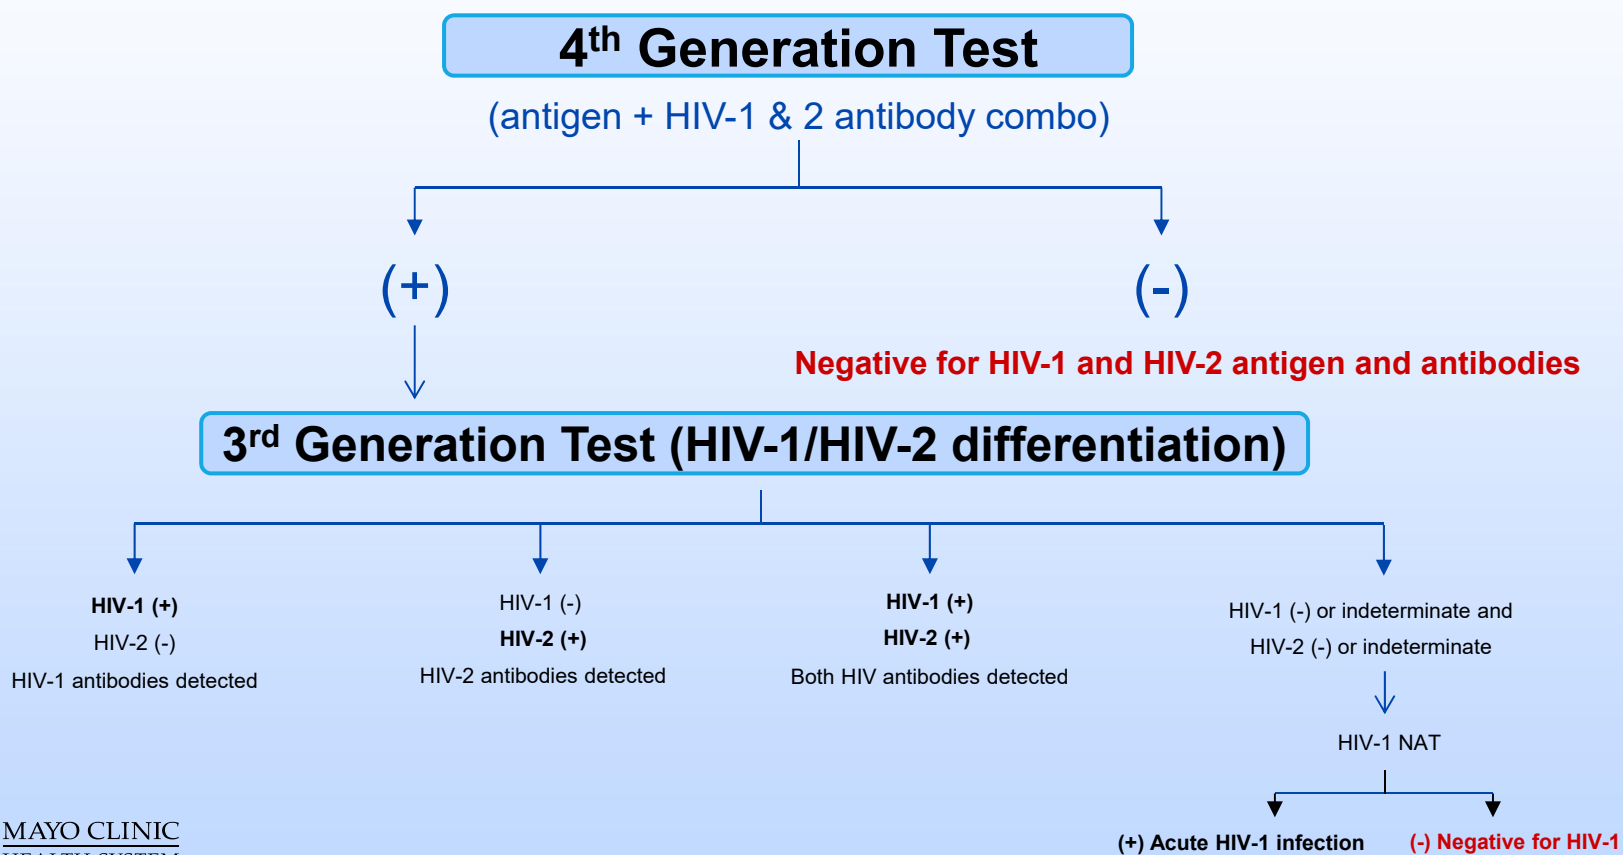 4th Generation Test
(antigen + HIV-1 & 2 antibody combo)
(+)
(-)
Negative for HIV-1 and HIV-2 antigen and antibodies
3rd Generation Test (HIV-1/HIV-2 differentiation)
HIV-1 (+)
HIV-2 (-)
HIV-1 antibodies detected
HIV-1 (-)
HIV-2 (+)
HIV-2 antibodies detected
HIV-1 (+)
HIV-2 (+)
Both HIV antibodies detected
HIV-1 (-) or indeterminate and
HIV-2 (-) or indeterminate
HIV-1 NAT
(+) Acute HIV-1 infection
(-) Negative for HIV-1
MAYO CLINIC
HEALTH SYSTEM